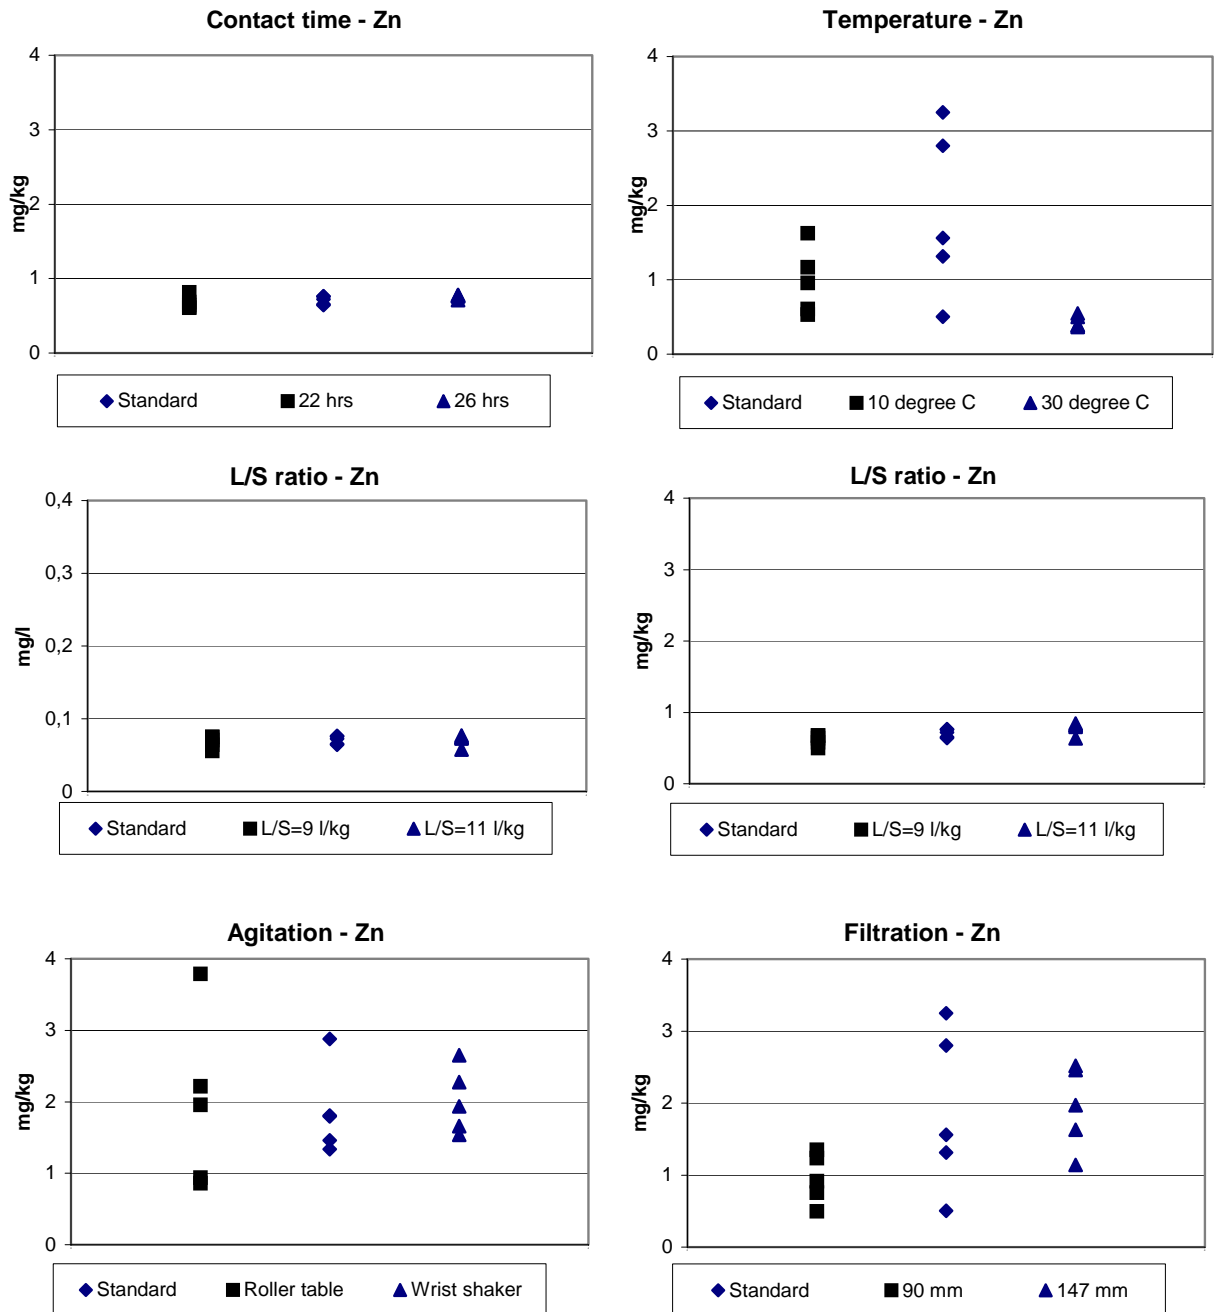 Contact time - Zn
4
3
2
1
0
mg/kg
Standard 22 hrs 26 hrs
Temperature - Zn
4
3
2
1
0
mg/kg
Standard 10 degree C 30 degree C
L/S ratio - Zn
0,4
0,3
0,2
0,1
0
mg/l
Standard L/S=9 l/kg L/S=11 l/kg
L/S ratio - Zn
4
3
2
1
0
mg/kg
Standard L/S=9 l/kg L/S=11 l/kg
Agitation - Zn
4
3
2
1
0
mg/kg
Standard Roller table Wrist shaker
Filtration - Zn
4
3
2
1
0
mg/kg
Standard 90 mm 147 mm